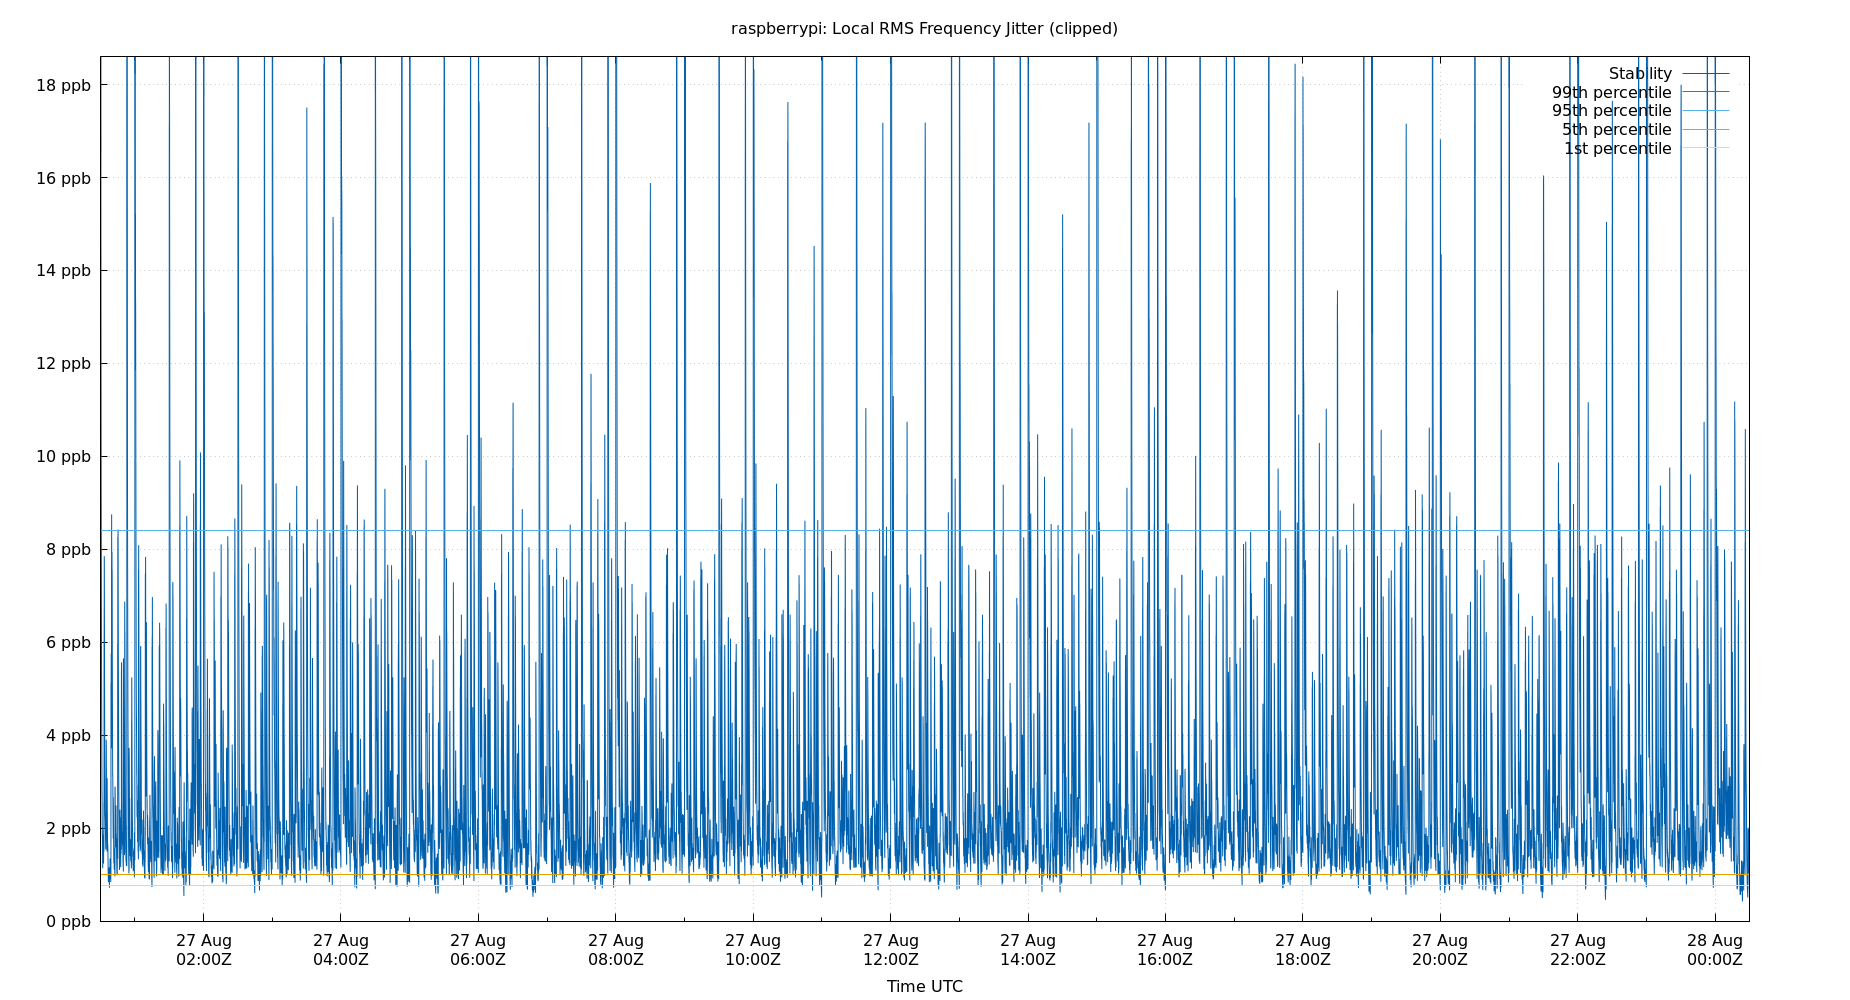 raspberrypi: Local RMS Frequency Jitter (clipped)
18 ppb
16 ppb
14 ppb
12 ppb
10 ppb
8 ppb
6 ppb
4 ppb
2 ppb
0 ppb
Stability
99th percentile
95th percentile
5th percentile
1st percentile
27 Aug 27 Aug 27 Aug 27 Aug 27 Aug 27 Aug 27 Aug 27 Aug 27 Aug 27 Aug 27 Aug 28 Aug
02:00Z 04:00Z 06:00Z 08:00Z 10:00Z 12:00Z 14:00Z 16:00Z 18:00Z 20:00Z 22:00Z 00:00Z
Time UTC